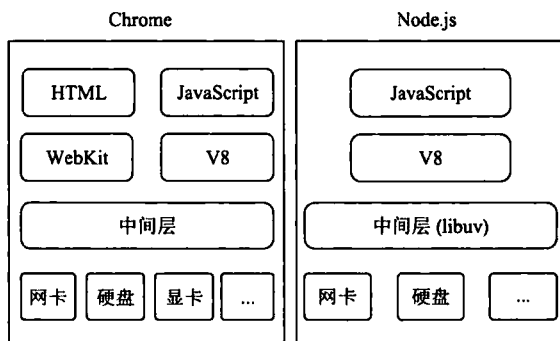 Chrome
HTML
JavaScript
WebKit
V8
中间层
网卡
硬盘
显卡
...
Node.js
JavaScript
V8
中间层 (libuv)
网卡
硬盘
...